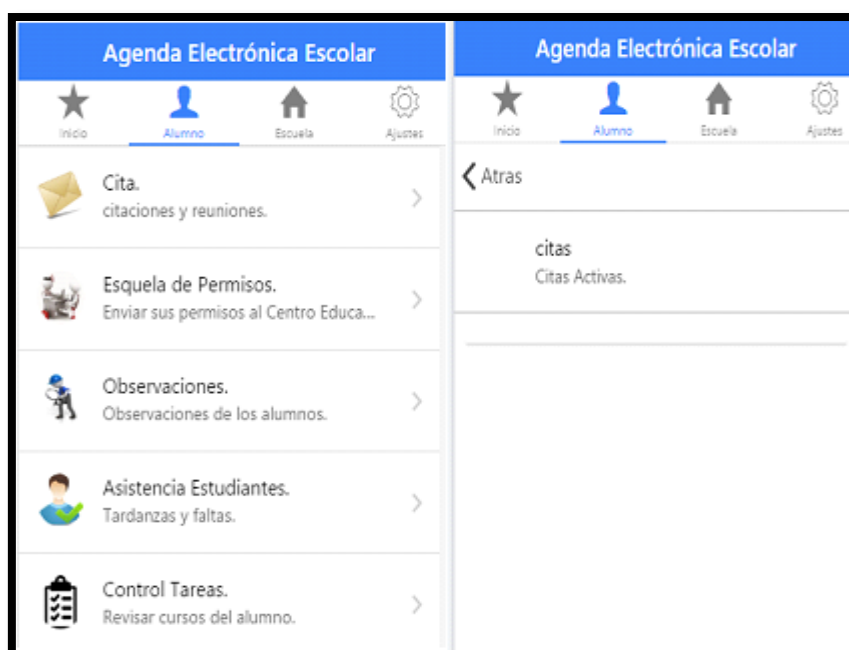 Agenda Electrónica Escolar
Inicio
Alumno
Escuela
Ajustes
Cita.
citaciones y reuniones.
Esquela de Permisos.
Enviar sus permisos al Centro Educa...
Observaciones.
Observaciones de los alumnos.
Asistencia Estudiantes.
Tardanzas y faltas.
Control Tareas.
Revisar cursos del alumno.
Agenda Electrónica Escolar
Inicio
Alumno
Escuela
Ajustes
Atras
citas
Citas Activas.